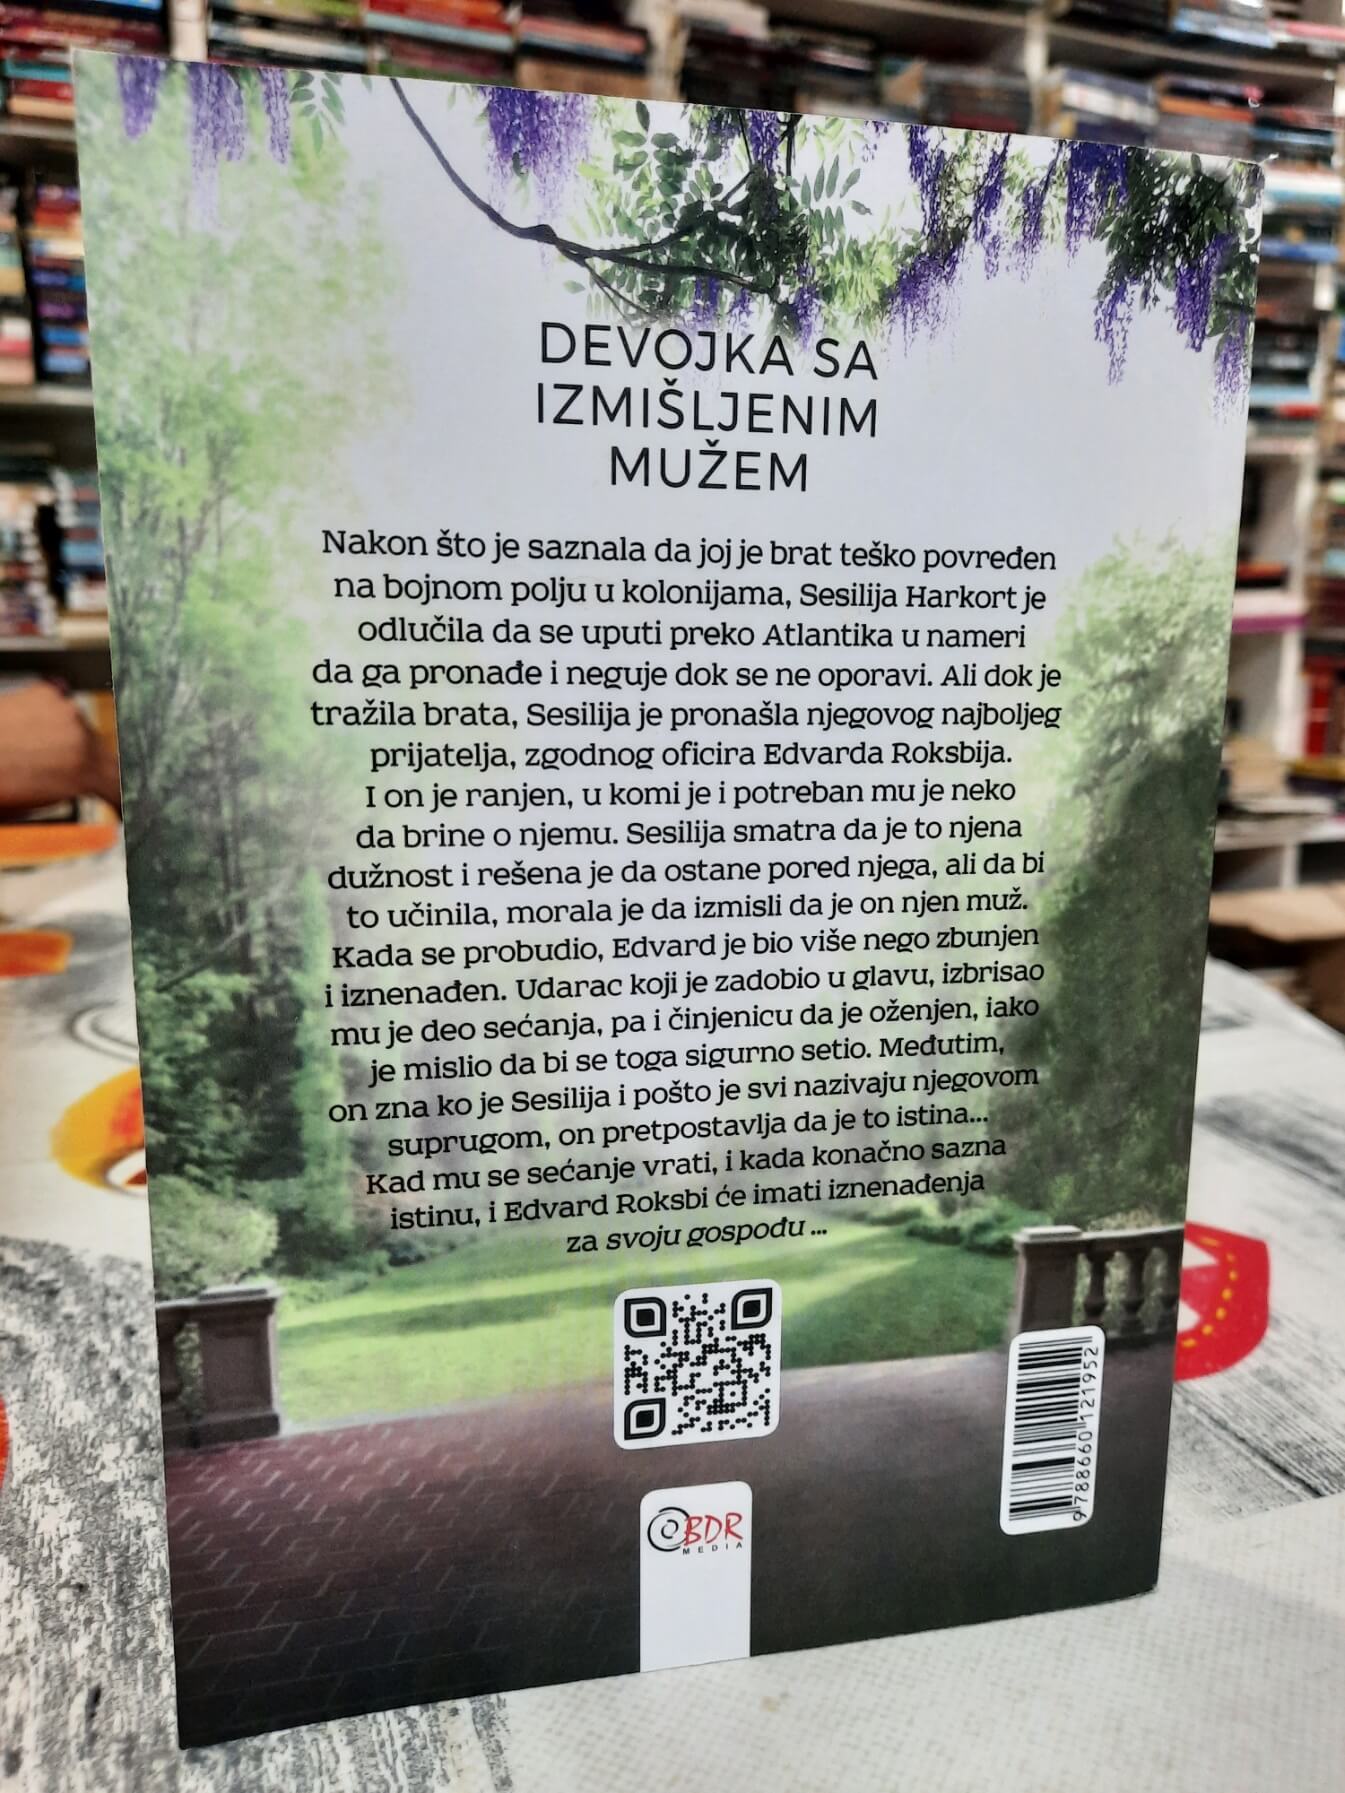 DEVOJKA SA
IZMIŠLJENIM
MUŽEM
Nakon što je saznala da joj je brat teško povređen
na bojnom polju u kolonijama, Sesilija Harkort je
odlučila da se uputi preko Atlantika u nameri
da ga pronađe i neguje dok se ne oporavi. Ali dok je
tražila brata, Sesilija je pronašla njegovog najboljeg
prijatelja, zgodnog oficira Edvarda Roksbija.
I on je ranjen, u komi je i potreban mu je neko
da brine o njemu. Sesilija smatra da je to njena
dužnost i rešena je da ostane pored njega, ali da bi
to učinila, morala je da izmisli da je on njen muž.
Kada se probudio, Edvard je bio više nego zbunjen
i iznenađen. Udarac koji je zadobio u glavu, izbrisao
mu je deo sećanja, pa i činjenicu da je oženjen, iako
je mislio da bi se toga sigurno setio. Međutim,
on zna ko je Sesilija i pošto je svi nazivaju njegovom
suprugom, on pretpostavlja da je to istina...
Kad mu se sećanje vrati, i kada konačno sazna
istinu, i Edvard Roksbi će imati iznenađenja
za svoju gospođu ...
9788660121952
BDR
MEDIA